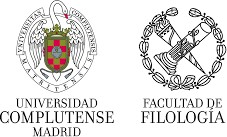 UNIVERSIDAD
COMPLUTENSE
MADRID
FACULTAD DE
FILOLOGÍA